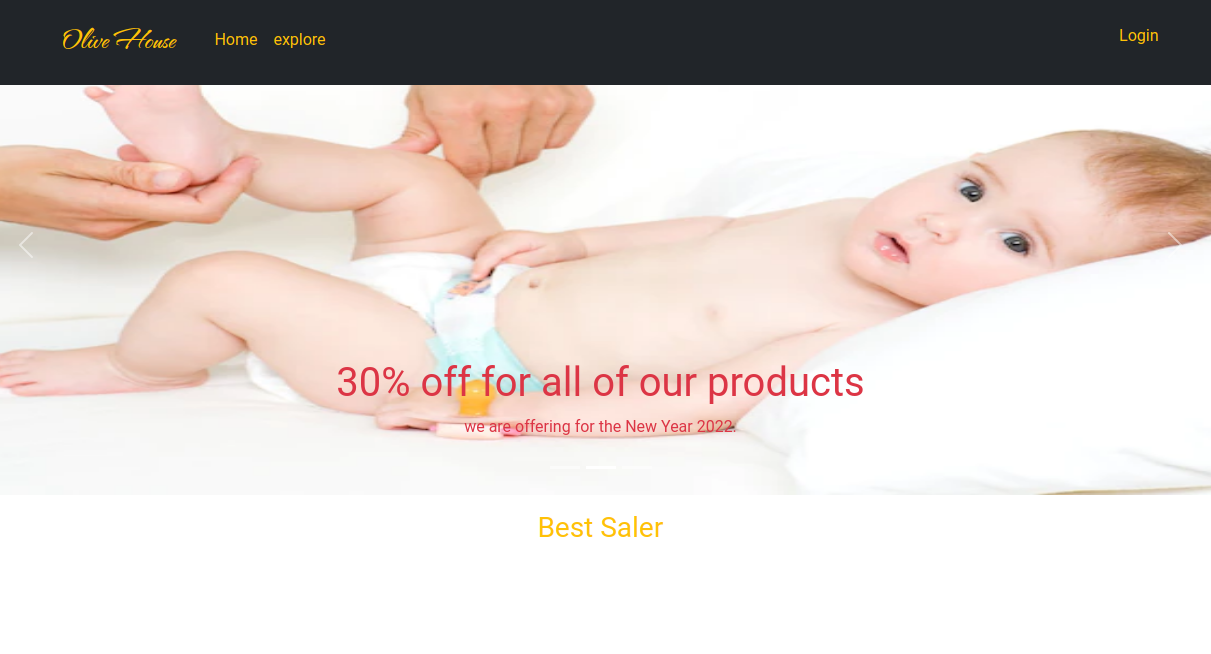 Olive House
Home explore
Login
30% off for all of our products
we are offering for the New Year 2022.
Best Saler